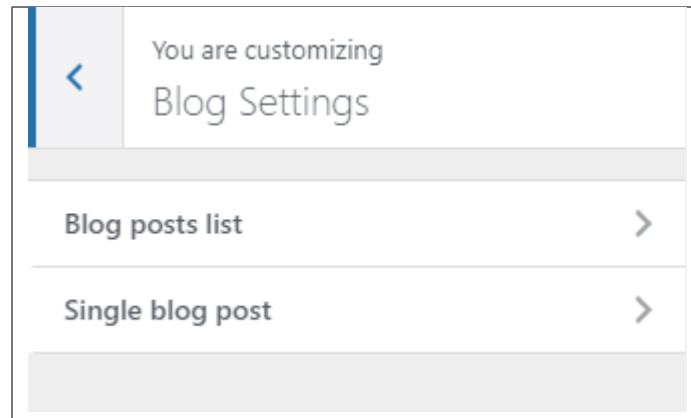 You are customizing
Blog Settings
Blog posts list
Single blog post